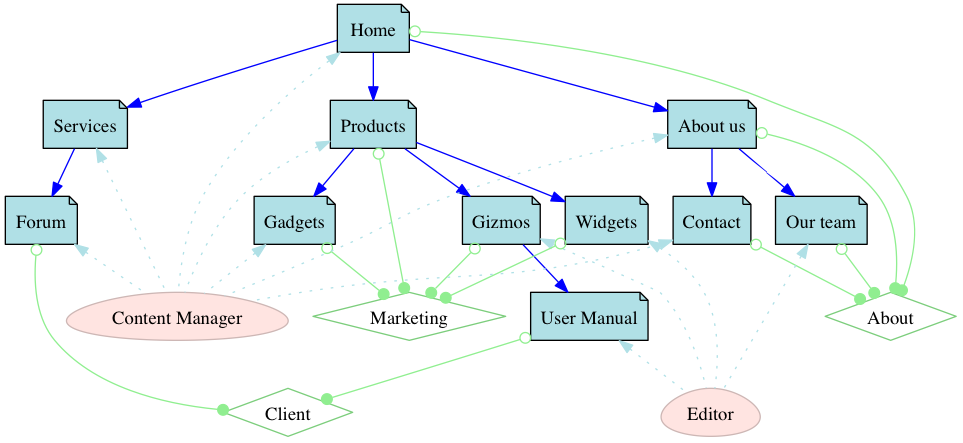 Home
Services
Products
About us
Forum
Gadgets
Gizmos
Widgets
Contact
Our team
Content Manager
Marketing
User Manual
About
Client
Editor